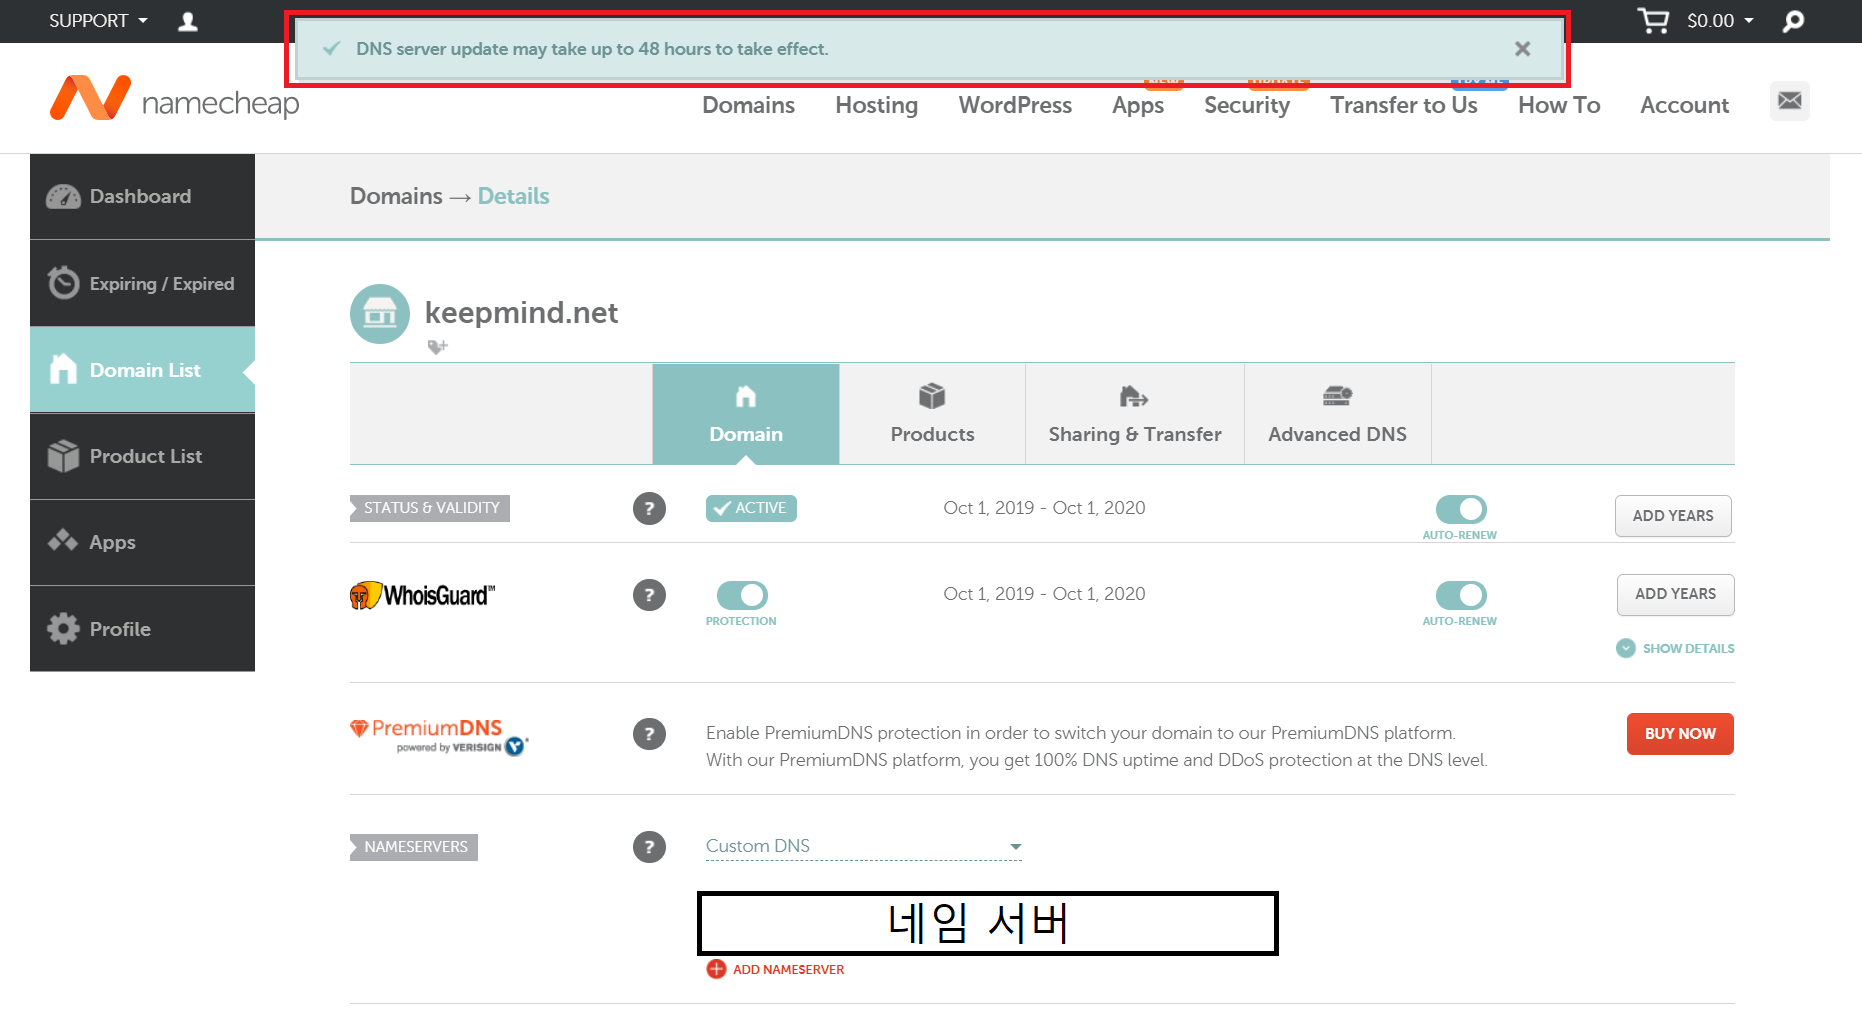 SUPPORT
$0.00
DNS server update may take up to 48 hours to take effect.
namecheap
NEW
UPDATE
TRY ME
Domains
Hosting
WordPress
Apps
Security
Transfer to Us
How To
Account
Dashboard
Expiring / Expired
Domain List
Product List
Apps
Profile
Domains → Details
keepmind.net
Domain
Products
Sharing & Transfer
Advanced DNS
STATUS & VALIDITY
?
ACTIVE
Oct 1, 2019 - Oct 1, 2020
AUTO-RENEW
ADD YEARS
WhoisGuard™
?
PROTECTION
Oct 1, 2019 - Oct 1, 2020
AUTO-RENEW
ADD YEARS
SHOW DETAILS
PremiumDNS
powered by VERISIGN
?
Enable PremiumDNS protection in order to switch your domain to our PremiumDNS platform.
With our PremiumDNS platform, you get 100% DNS uptime and DDoS protection at the DNS level.
BUY NOW
NAMESERVERS
?
Custom DNS
네임 서버
ADD NAMESERVER